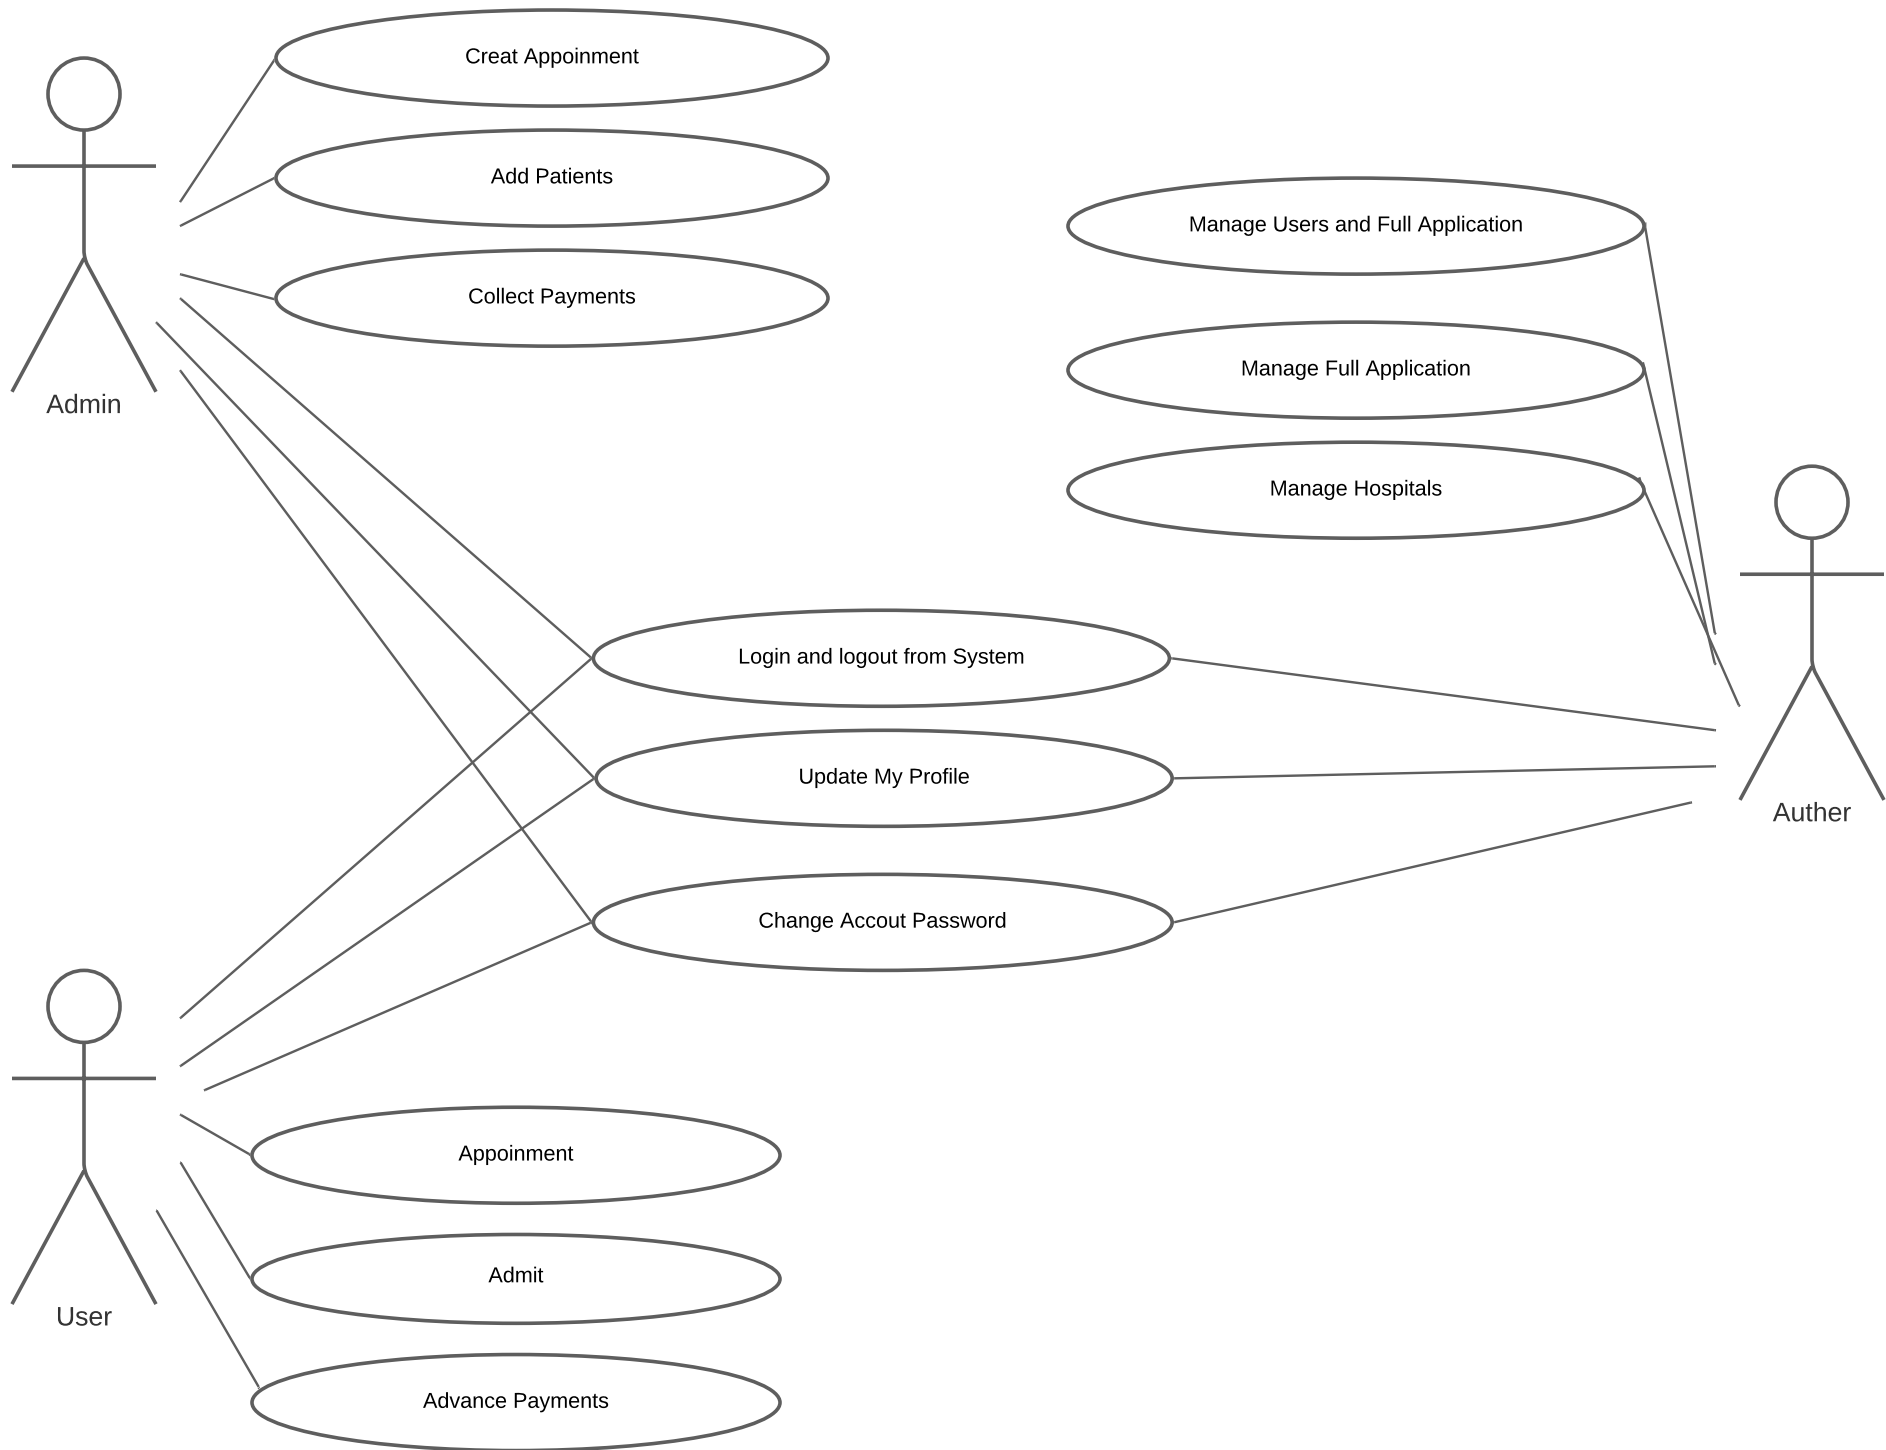 Creat Appoinment
Add Patients
Manage Users and Full Application
Collect Payments
Manage Full Application
Admin
Manage Hospitals
Login and logout from System
Update My Profile
Auther
Change Accout Password
Appoinment
Admit
User
Advance Payments